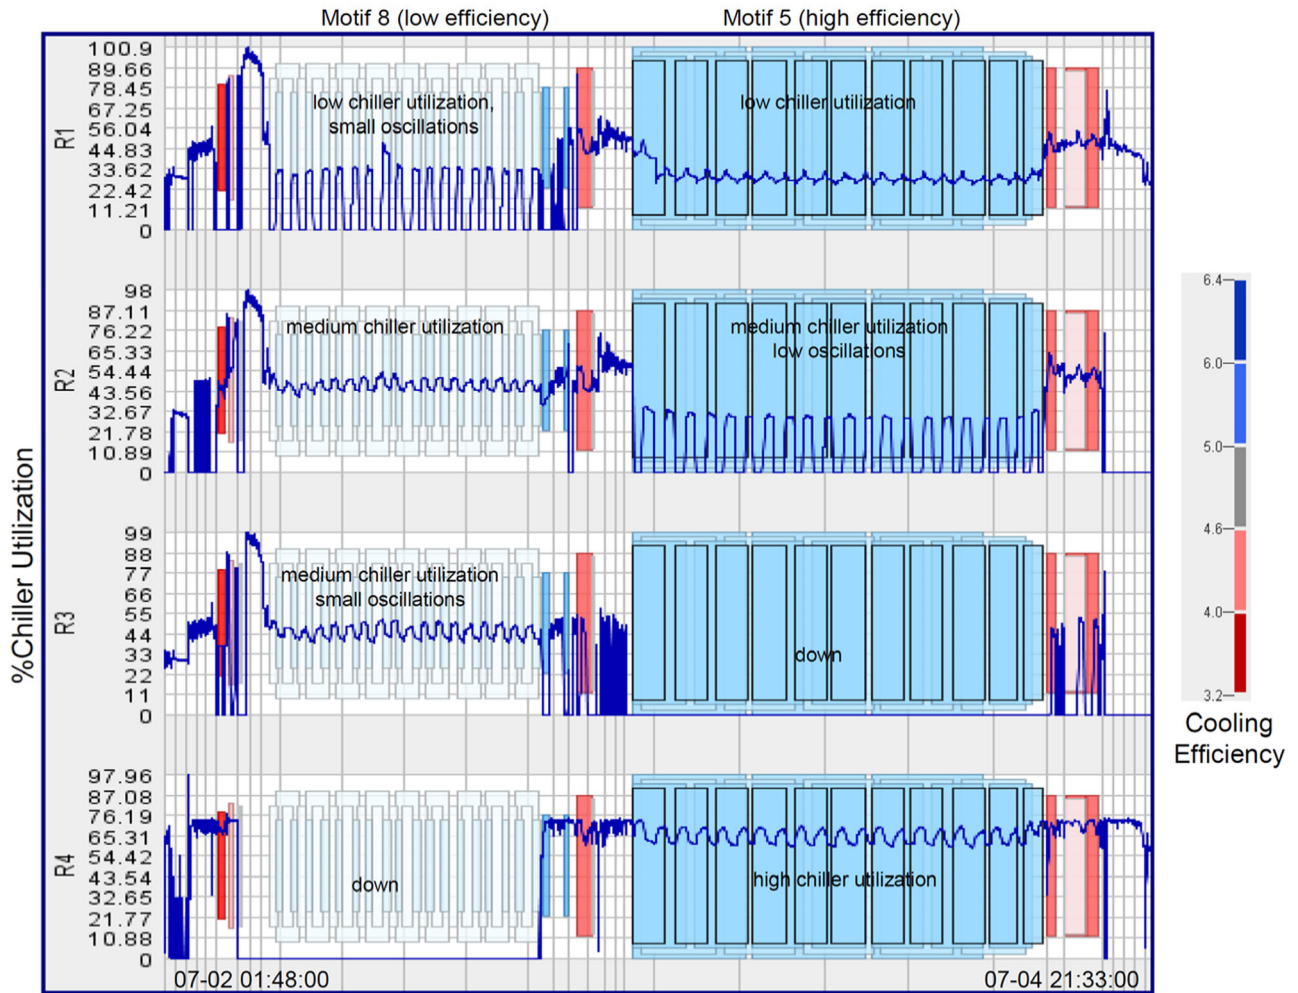 Motif 8 (low efficiency)
Motif 5 (high efficiency)
%Chiller Utilization
R1
100.9
89.66
78.45
67.25
56.04
44.83
33.62
22.42
11.21
0
low chiller utilization,
small oscillations
low chiller utilization
R2
98
87.11
76.22
65.33
54.44
43.56
32.67
21.78
10.89
0
medium chiller utilization
medium chiller utilization
low oscillations
R3
99
88
77
66
55
44
33
22
11
0
medium chiller utilization
small oscillations
down
R4
97.96
87.08
76.19
65.31
54.42
43.54
32.65
21.77
10.88
0
down
high chiller utilization
07-02 01:48:00
07-04 21:33:00
6.4
6.0
5.0
4.6
4.0
3.2
Cooling
Efficiency